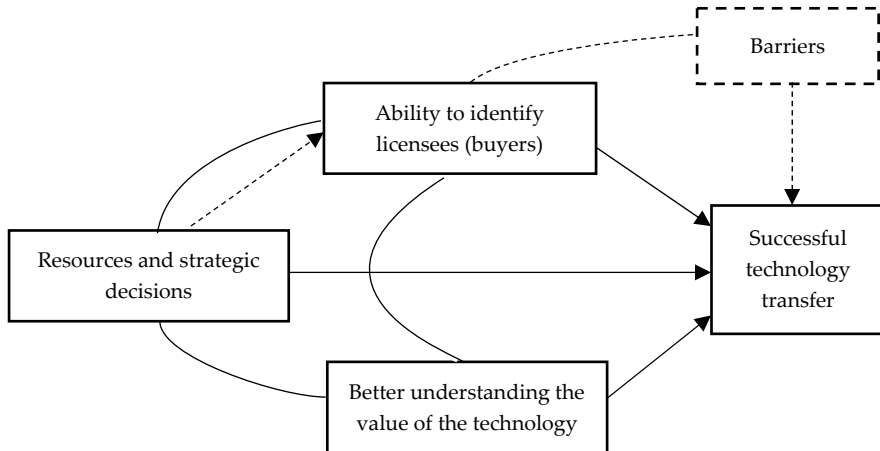 Barriers
Ability to identify
licensees (buyers)
Resources and strategic
decisions
Successful
technology
transfer
Better understanding the
value of the technology